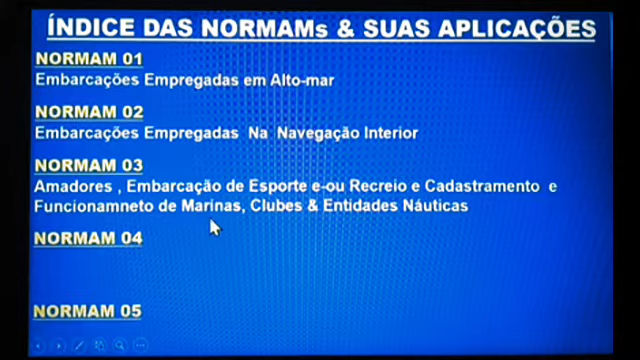 ÍNDICE DAS NORMAMs & SUAS APLICAÇÕES
NORMAM 01
Embarcações Empregadas em Alto-mar
NORMAM 02
Embarcações Empregadas Na Navegação Interior
NORMAM 03
Amadores , Embarcação de Esporte e-ou Recreio e Cadastramento e
Funcionamneto de Marinas, Clubes & Entidades Náuticas
NORMAM 04
NORMAM 05